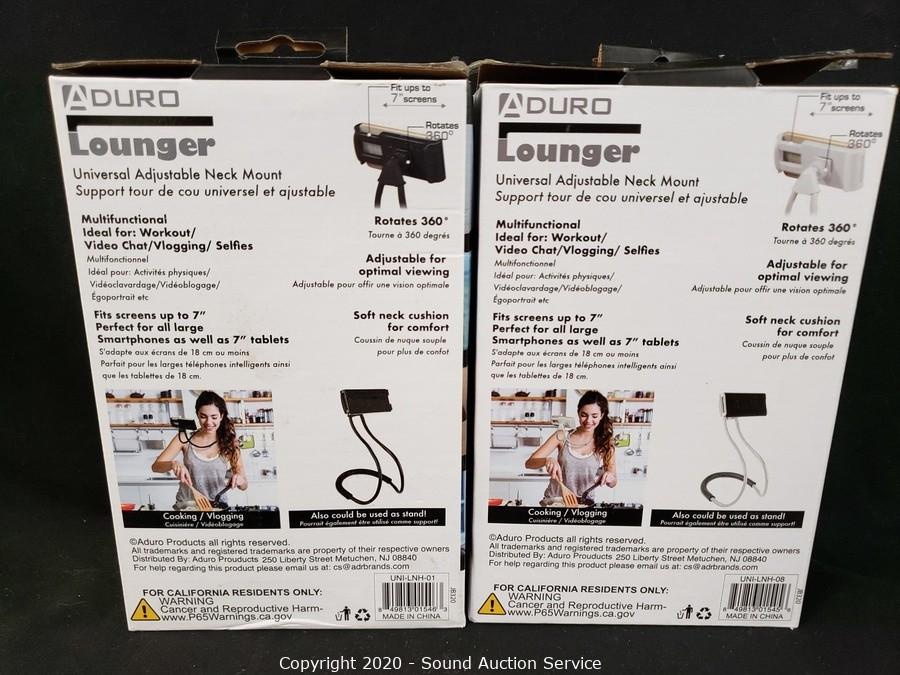 ADURO
Lounger
Universal Adjustable Neck Mount
Support tour de cou universel et ajustable
Fit ups to
7" screens
Rotates
360°
Multifunctional
Ideal for: Workout/
Video Chat/Vlogging/ Selfies
Multifonctionnel
Idéal pour: Activités physiques/
Vidéoclavardage/Vidéoblogage/
Égoportrait etc
Fits screens up to 7"
Perfect for all large
Smartphones as well as 7" tablets
S'adapte aux écrans de 18 cm ou moins
Parfait pour les larges téléphones intelligents ainsi
que les tablettes de 18 cm.
Rotates 360°
Tourne à 360 degrés
Adjustable for
optimal viewing
Adjustable pour offir une vision optimale
Soft neck cushion
for comfort
Coussin de nuque souple
pour plus de confot
Cooking / Vlogging
Cuisinière / Vidéoblogage
Also could be used as stand!
Pourrait également être utilisé comme support!
©Aduro Products all rights reserved.
All trademarks and registered trademarks are property of their respective owners
Distributed By: Aduro Prouducts 250 Liberty Street Metuchen, NJ 08840
For help regarding this product please email us at: cs@adrbrands.com
FOR CALIFORNIA RESIDENTS ONLY:
WARNING
Cancer and Reproductive Harm-
www.P65Warnings.ca.gov
UNI-LNH-01
8 49813 01546 3
MADE IN CHINA
JB320
ADURO
Lounger
Universal Adjustable Neck Mount
Support tour de cou universel et ajustable
Fit ups to
7" screens
Rotates
360°
Multifunctional
Ideal for: Workout/
Video Chat/Vlogging/ Selfies
Multifonctionnel
Idéal pour: Activités physiques/
Vidéoclavardage/Vidéoblogage/
Égoportrait etc
Fits screens up to 7"
Perfect for all large
Smartphones as well as 7" tablets
S'adapte aux écrans de 18 cm ou moins
Parfait pour les larges téléphones intelligents ainsi
que les tablettes de 18 cm.
Rotates 360°
Tourne à 360 degrés
Adjustable for
optimal viewing
Adjustable pour offir une vision optimale
Soft neck cushion
for comfort
Coussin de nuque souple
pour plus de confot
Cooking / Vlogging
Cuisinière / Vidéoblogage
Also could be used as stand!
Pourrait également être utilisé comme support!
©Aduro Products all rights reserved.
All trademarks and registered trademarks are property of their respective owners
Distributed By: Aduro Prouducts 250 Liberty Street Metuchen, NJ 08840
For help regarding this product please email us at: cs@adrbrands.com
FOR CALIFORNIA RESIDENTS ONLY:
WARNING
Cancer and Reproductive Harm-
www.P65Warnings.ca.gov
UNI-LNH-08
8 49813 01545 6
MADE IN CHINA
JB320
Copyright 2020 - Sound Auction Service